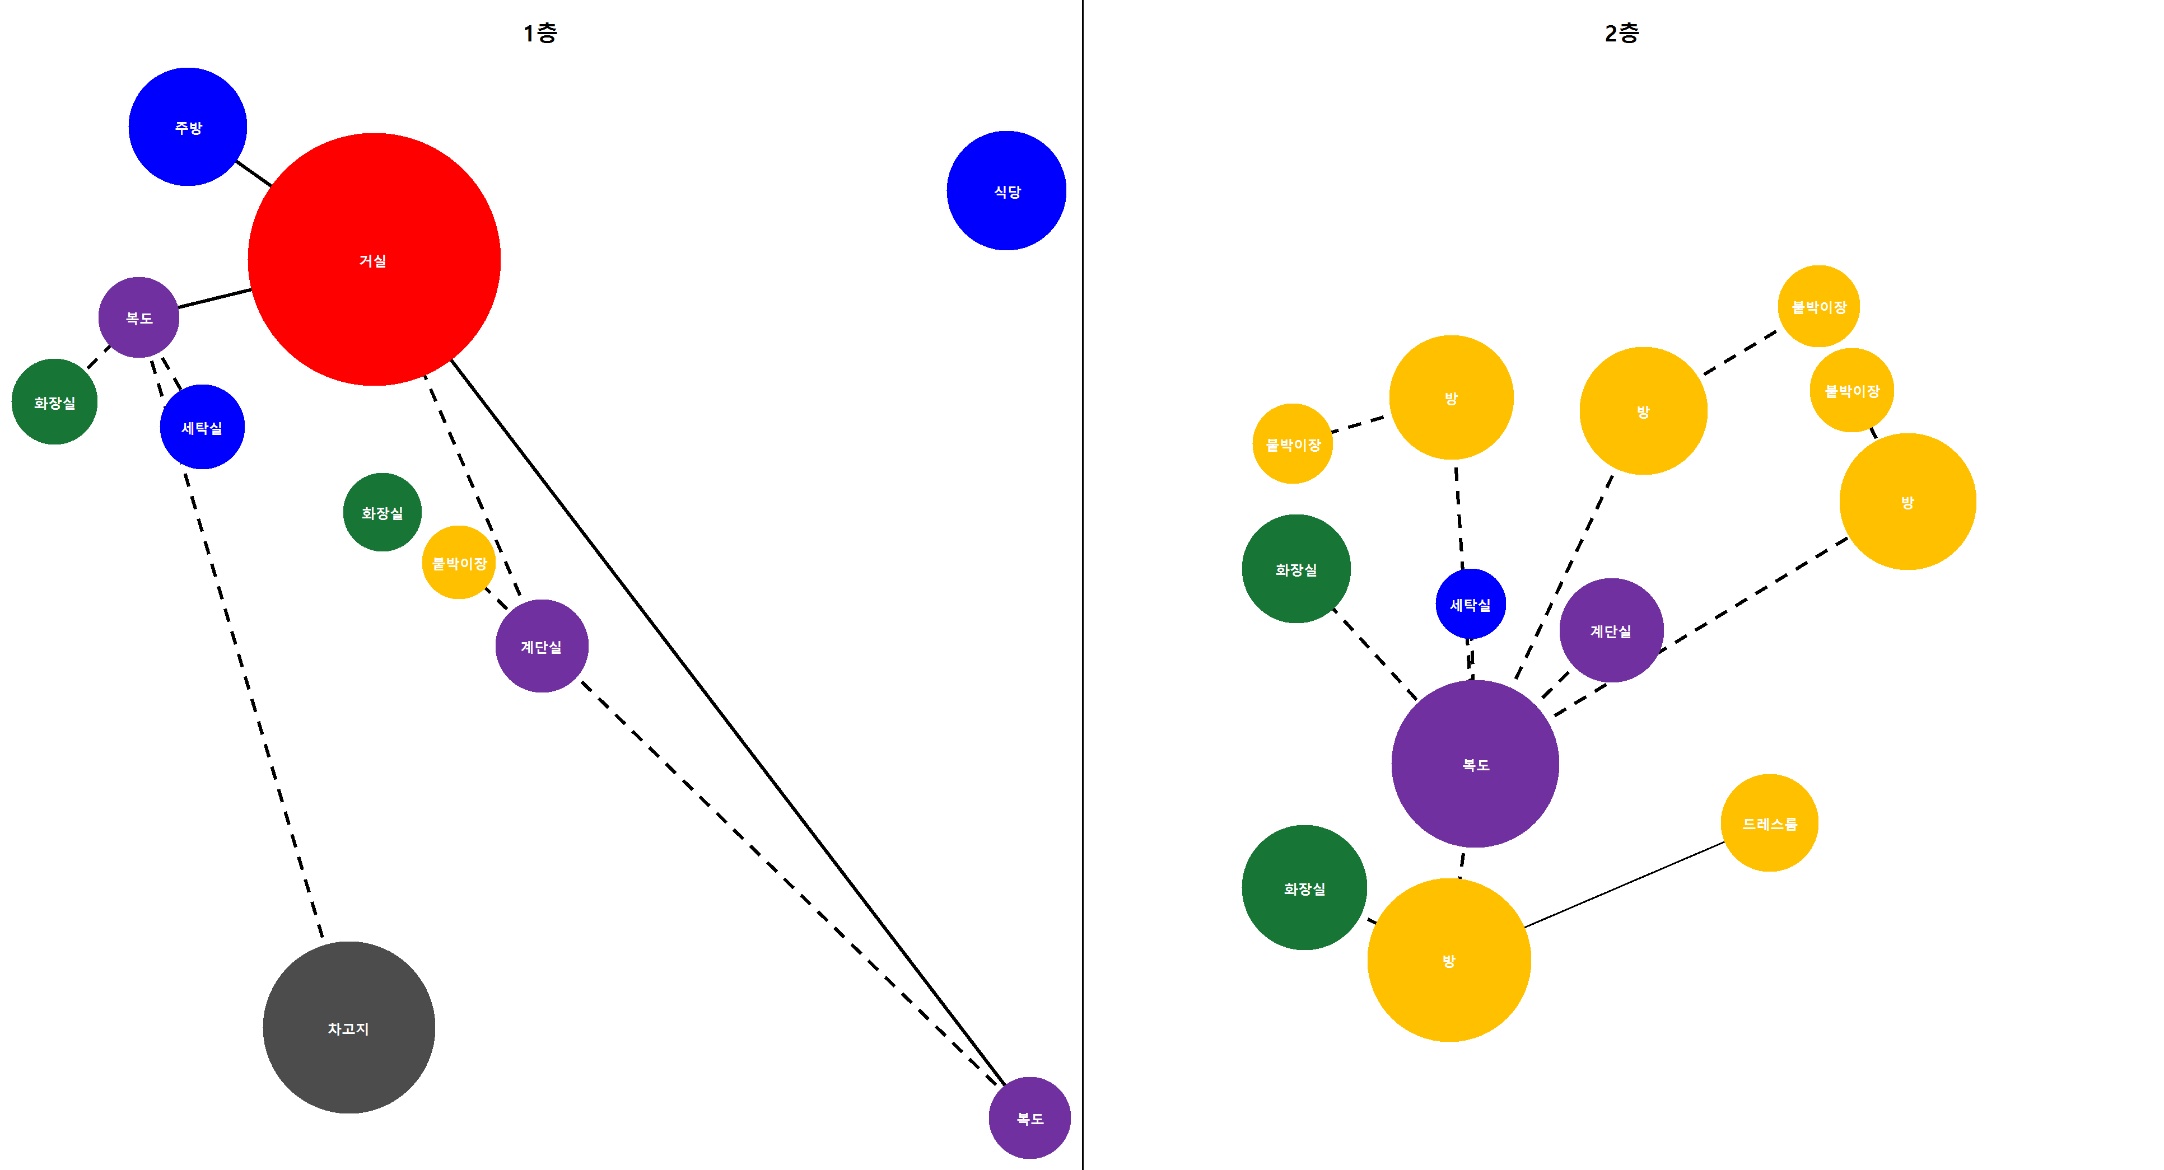 1층
주방
식당
거실
복도
화장실
세탁실
화장실
붙박이장
계단실
차고지
복도
2층
붙박이장
방
방
붙박이장
붙박이장
방
화장실
세탁실
계단실
복도
드레스룸
화장실
방